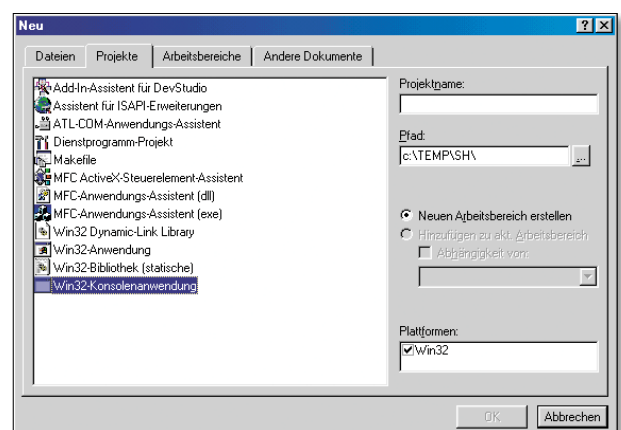 Neu
Dateien Projekte Arbeitsbereiche Andere Dokumente
Add-In-Assistent für DevStudio
Assistent für ISAPI-Erweiterungen
ATL-COM-Anwendungs-Assistent
Dienstprogramm-Projekt
Makefile
MFC ActiveX-Steuerelement-Assistent
MFC-Anwendungs-Assistent (dll)
MFC-Anwendungs-Assistent (exe)
Win32 Dynamic-Link Library
Win32-Anwendung
Win32-Bibliothek (statische)
Win32-Konsolenanwendung
Projektname:
Pfad:
c:\TEMP\SH\ ...
Neuen Arbeitsbereich erstellen
Hinzufügen zu akt. Arbeitsbereich
Abhängigkeit von:
Plattformen:
Win32
OK Abbrechen